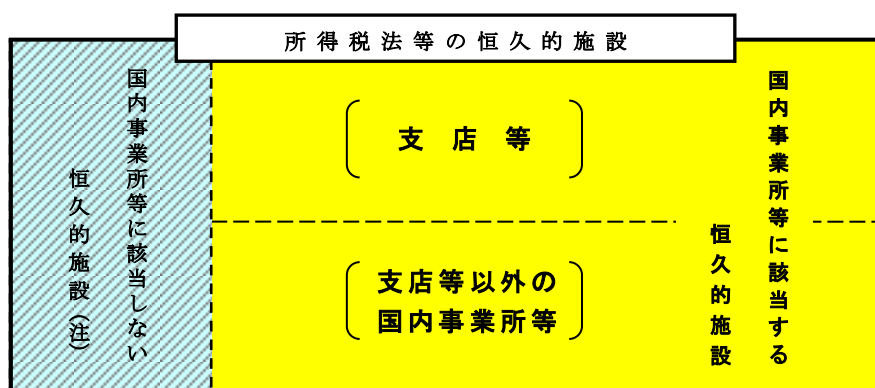 所得税法等の恒久的施設
国内事業所等に該当する
恒久的施設
支店等
支店等以外の
国内事業所等
国内事業所等に該当しない
恒久的施設（注）